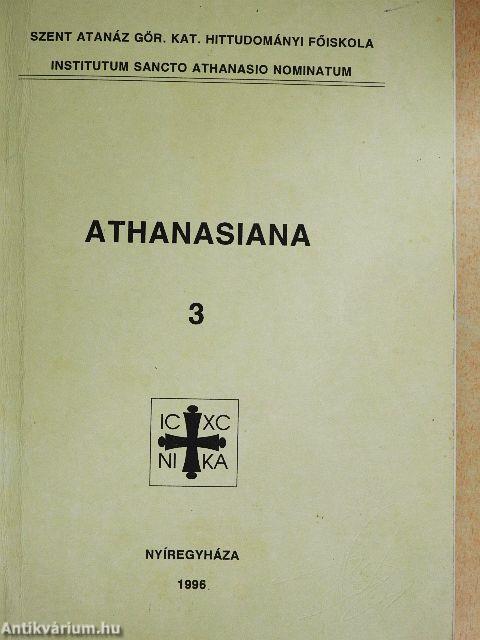 SZENT ATANÁZ GÖR. KAT. HITTUDOMÁNYI FŐISKOLA
INSTITUTUM SANCTO ATHANASIO NOMINATUM
ATHANASIANA
3
IC XC
NI KA
NYÍREGYHÁZA
1996
Antikvárium.hu